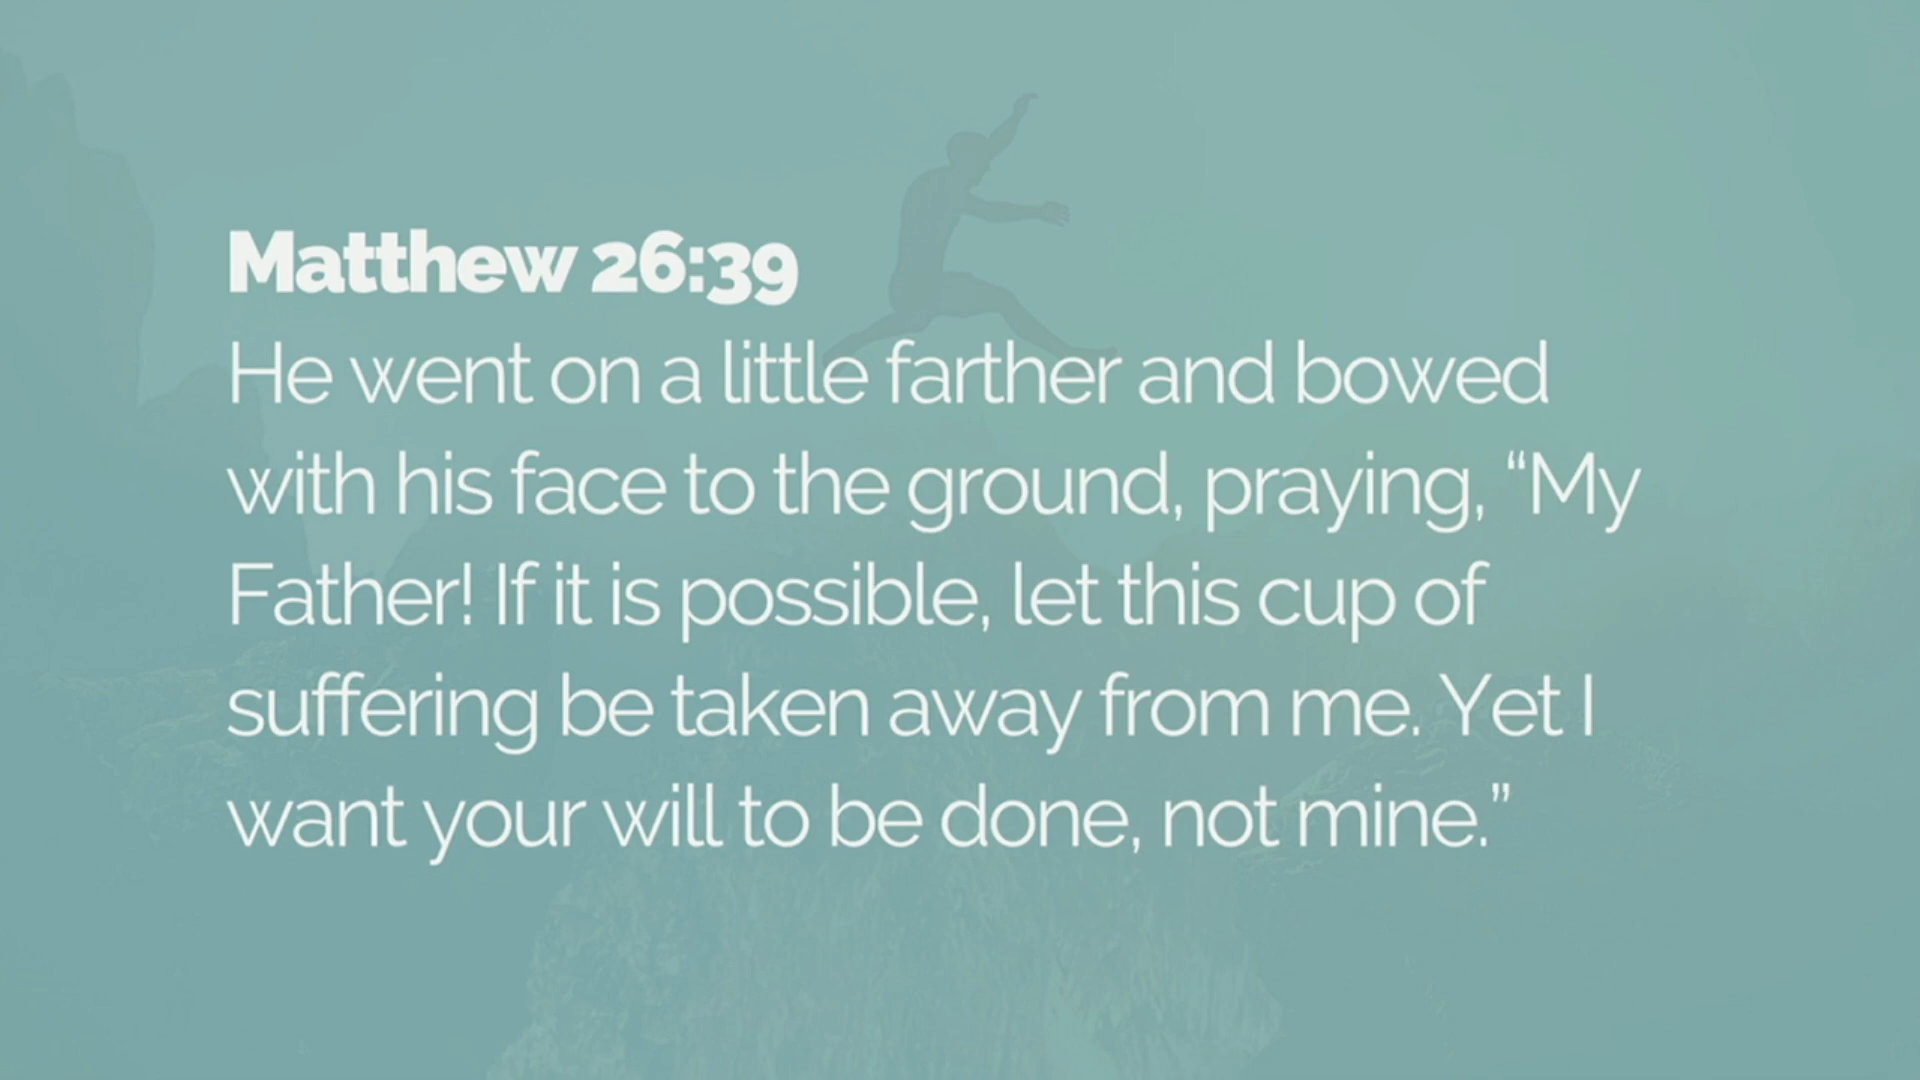 Matthew 26:39
He went on a little farther and bowed
with his face to the ground, praying, “My
Father! If it is possible, let this cup of
suffering be taken away from me. Yet I
want your will to be done, not mine.”